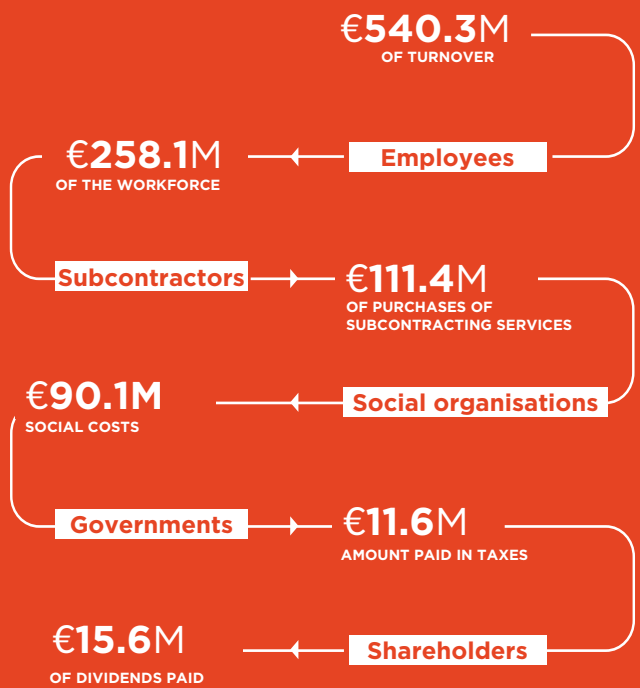 €540.3M
OF TURNOVER
Employees
€258.1M
OF THE WORKFORCE
Subcontractors
€111.4M
OF PURCHASES OF
SUBCONTRACTING SERVICES
Social organisations
€90.1M
SOCIAL COSTS
Governments
€11.6M
AMOUNT PAID IN TAXES
Shareholders
€15.6M
OF DIVIDENDS PAID